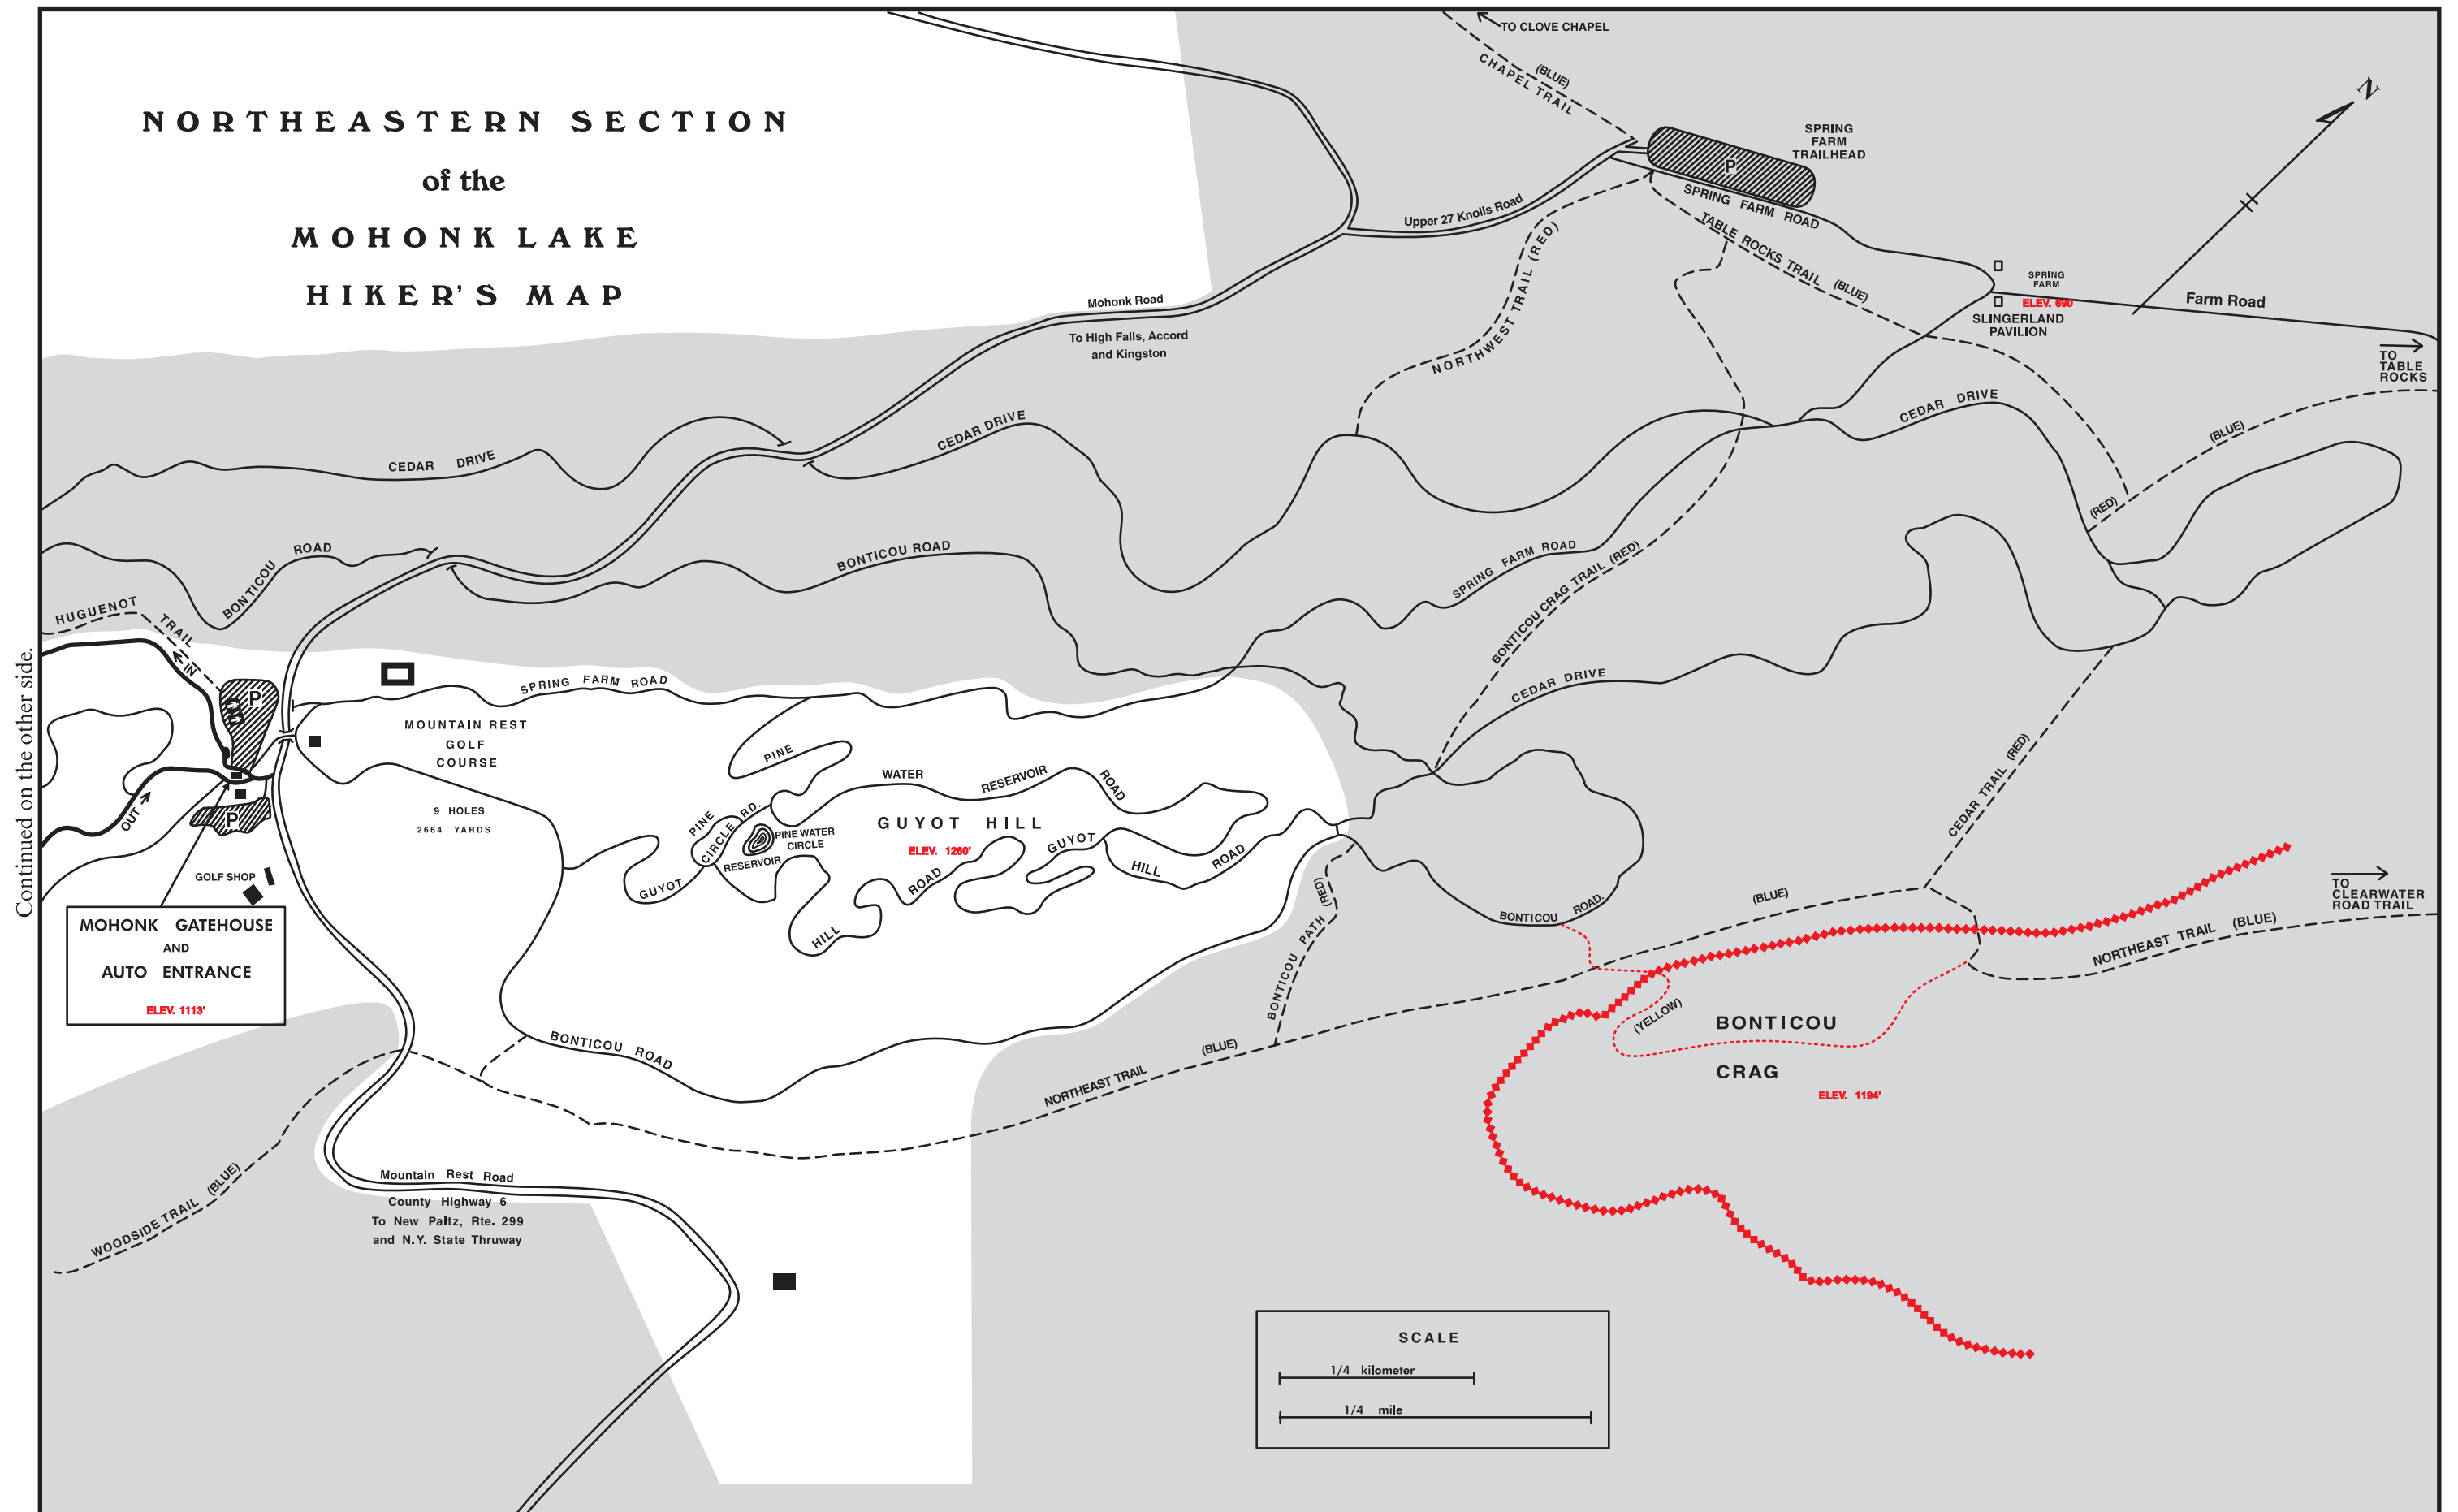 NORTHEASTERN SECTION
of the
MOHONK LAKE
HIKER'S MAP
TO CLOVE CHAPEL
(BLUE)
CHAPEL TRAIL
N
SPRING
FARM
TRAILHEAD
P
SPRING FARM ROAD
Upper 27 Knolls Road
TABLE ROCKS TRAIL (BLUE)
NORTHWEST TRAIL (RED)
SPRING
FARM
ELEV. 690
SLINGERLAND
PAVILION
Farm Road
TO
TABLE
ROCKS
Mohonk Road
To High Falls, Accord
and Kingston
CEDAR DRIVE
CEDAR DRIVE
CEDAR DRIVE
(BLUE)
(RED)
BONTICOU ROAD
BONTICOU ROAD
SPRING FARM ROAD
BONTICOU CRAG TRAIL (RED)
HUGUENOT TRAIL
IN
P
SPRING FARM ROAD
CEDAR DRIVE
MOUNTAIN REST
GOLF
COURSE
9 HOLES
2664 YARDS
PINE
WATER RESERVOIR ROAD
PINE
CIRCLE RD.
PINE WATER
CIRCLE
RESERVOIR
GUYOT HILL
ELEV. 1260'
GUYOT HILL ROAD
GUYOT HILL ROAD
CEDAR TRAIL (RED)
OUT
P
GOLF SHOP
MOHONK GATEHOUSE
AND
AUTO ENTRANCE
ELEV. 1113'
Continued on the other side.
BONTICOU PATH (RED)
BONTICOU ROAD.
(BLUE)
TO
CLEARWATER
ROAD TRAIL
NORTHEAST TRAIL (BLUE)
(YELLOW)
BONTICOU
CRAG
ELEV. 1194'
BONTICOU ROAD
NORTHEAST TRAIL (BLUE)
WOODSIDE TRAIL (BLUE)
Mountain Rest Road
County Highway 6
To New Paltz, Rte. 299
and N.Y. State Thruway
SCALE
1/4 kilometer
1/4 mile